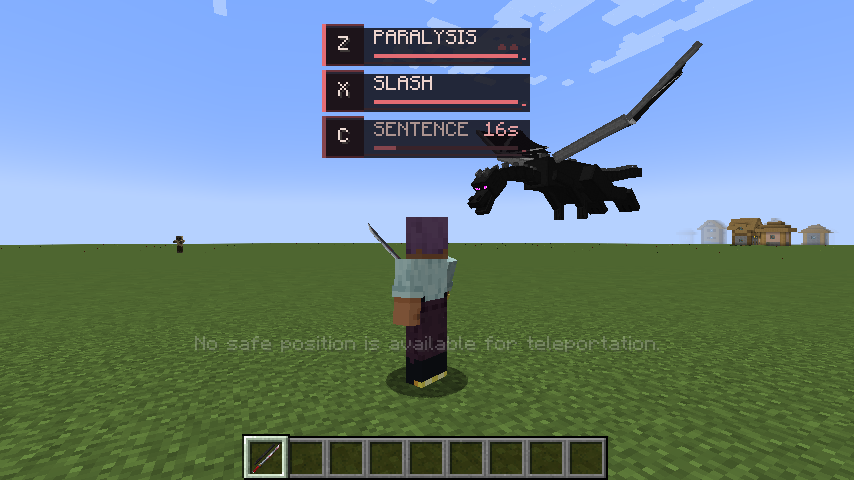 Z PARALYSIS
X SLASH
C SENTENCE 16s
No safe position is available for teleportation.